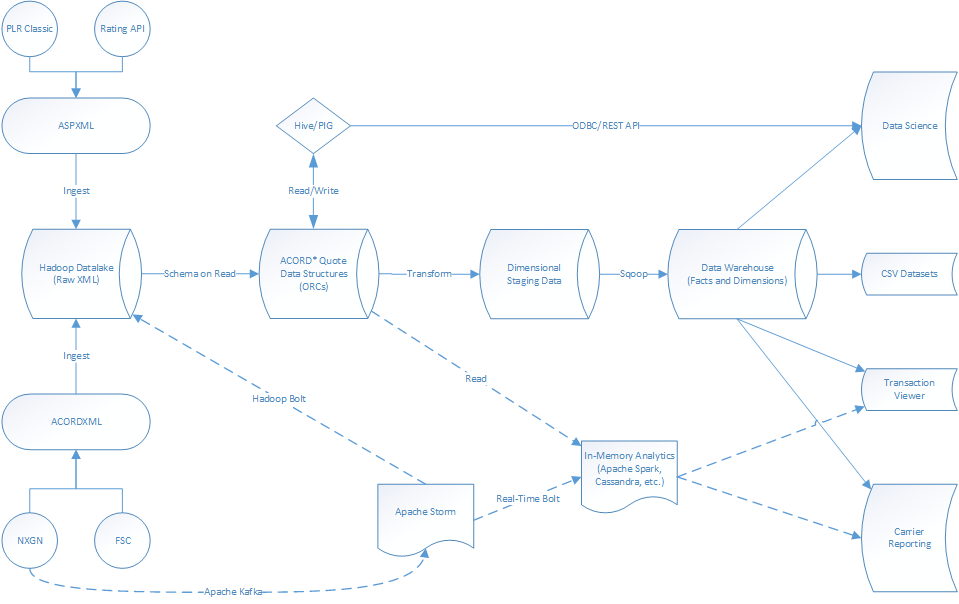 PLR Classic
Rating API
ASPXML
Hive/PIG
ODBC/REST API
Data Science
Ingest
Read/Write
Hadoop Datalake
(Raw XML)
Schema on Read
ACORD* Quote
Data Structures
(ORCs)
Transform
Dimensional
Staging Data
Sqoop
Data Warehouse
(Facts and Dimensions)
CSV Datasets
Ingest
Read
Transaction
Viewer
Hadoop Bolt
ACORDXML
In-Memory Analytics
(Apache Spark,
Cassandra, etc.)
Real-Time Bolt
Apache Storm
NXGN
FSC
Carrier
Reporting
Apache Kafka